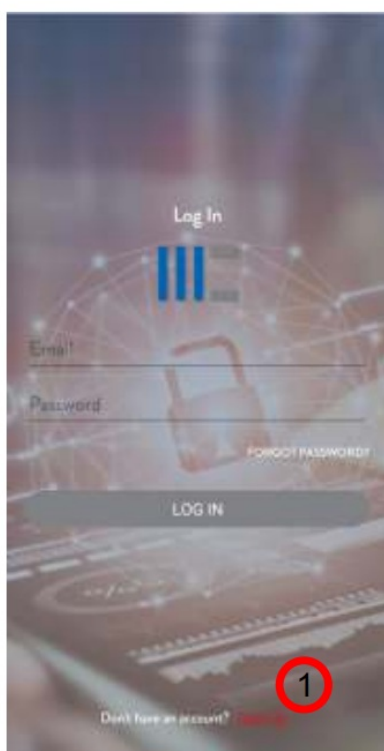 Log In
Email
Password
FORGOT PASSWORD?
LOG IN
1
Don't have an account?